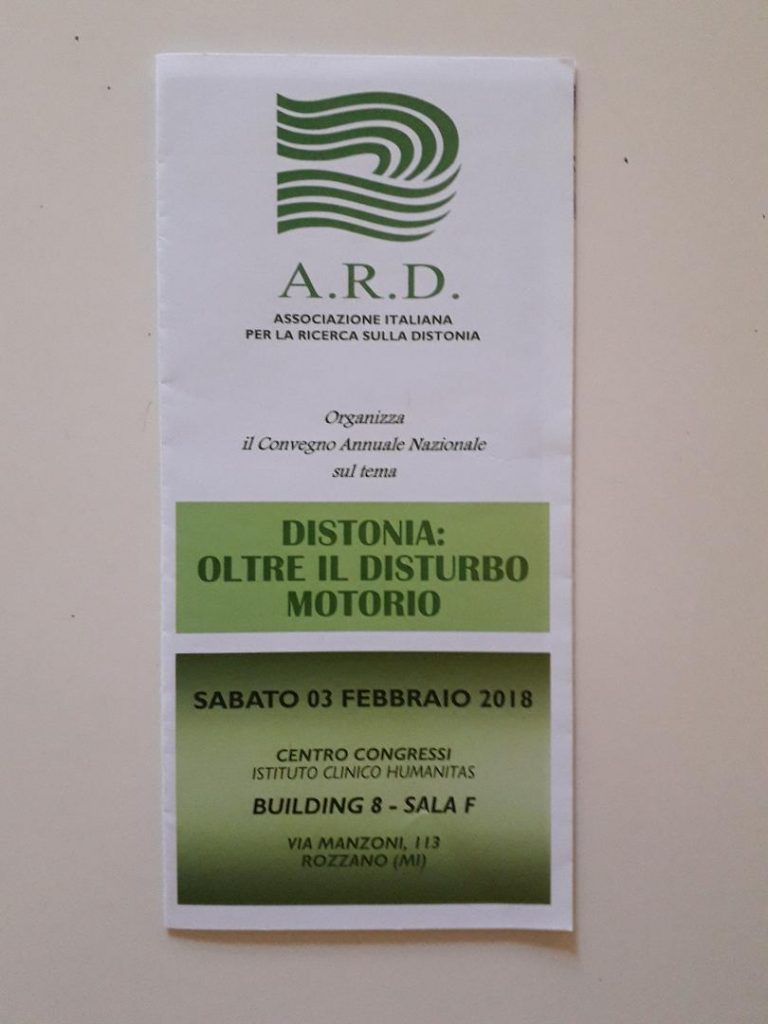 A.R.D.
ASSOCIAZIONE ITALIANA
PER LA RICERCA SULLA DISTONIA
Organizza
il Convegno Annuale Nazionale
sul tema
DISTONIA:
OLTRE IL DISTURBO
MOTORIO
SABATO 03 FEBBRAIO 2018
CENTRO CONGRESSI
ISTITUTO CLINICO HUMANITAS
BUILDING 8 - SALA F
VIA MANZONI, 113
ROZZANO (MI)